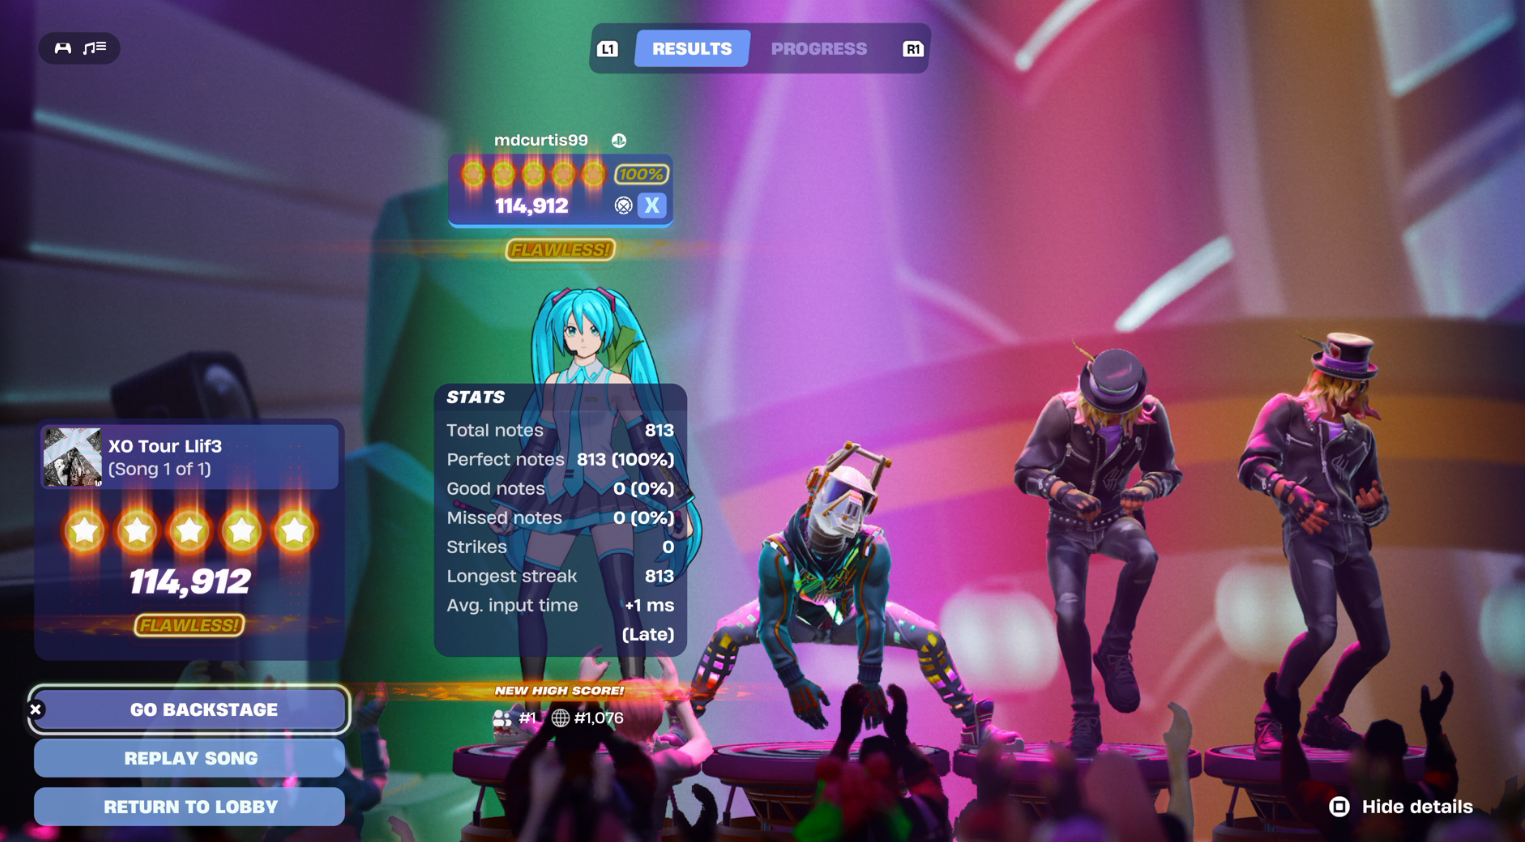 L1
RESULTS
PROGRESS
R1
mdcurtis99
100%
114,912
X
FLAWLESS!
STATS
Total notes 813
Perfect notes 813 (100%)
Good notes 0 (0%)
Missed notes 0 (0%)
Strikes 0
Longest streak 813
Avg. input time +1 ms
(Late)
NEW HIGH SCORE!
#1 #1,076
XO Tour Llif3
(Song 1 of 1)
114,912
FLAWLESS!
GO BACKSTAGE
REPLAY SONG
RETURN TO LOBBY
Hide details